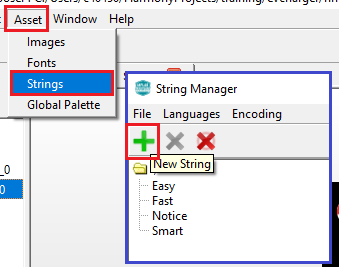 Asset Window Help
Images
Fonts
Strings
Global Palette
String Manager
File Languages Encoding
New String
Easy
Fast
Notice
Smart